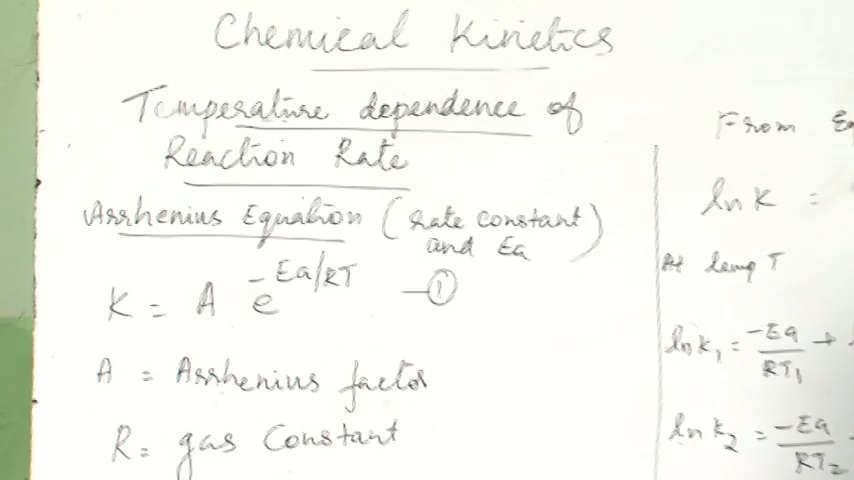 Chemical Kinetics
Temperature dependence of
Reaction Rate
Arrhenius Equation (rate constant
and Ea)
K = A e^-Ea/RT —①
A = Arrhenius factor
R = gas Constant
From
ln K =
At temp T
ln k₁ = -Ea/RT₁ +
ln k₂ = -Ea/RT₂